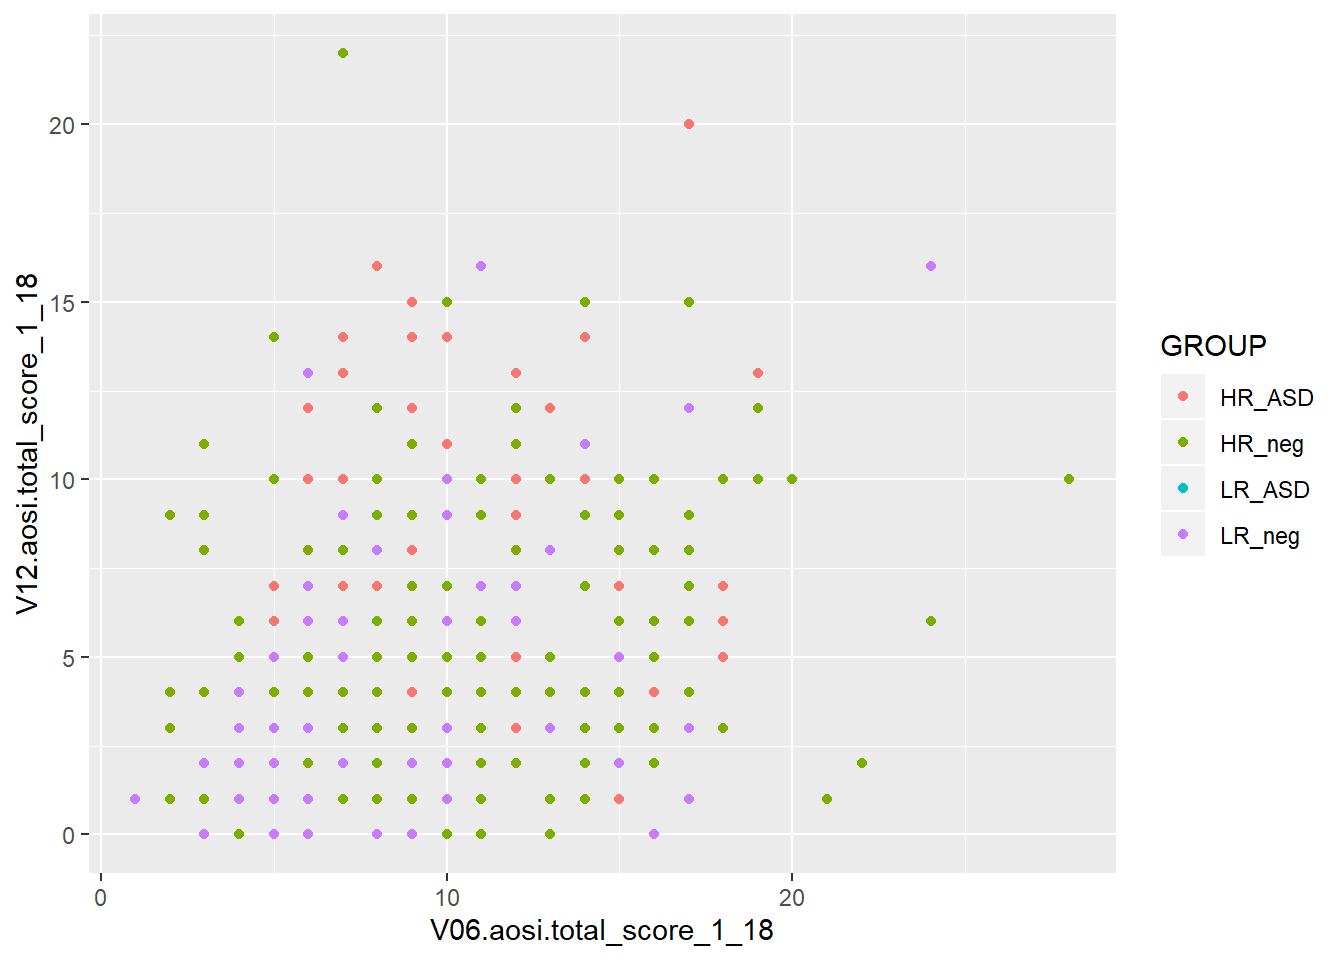 20
15
10
5
0
0
10
20
V06.aosi.total_score_1_18
V12.aosi.total_score_1_18
GROUP
HR_ASD
HR_neg
LR_ASD
LR_neg